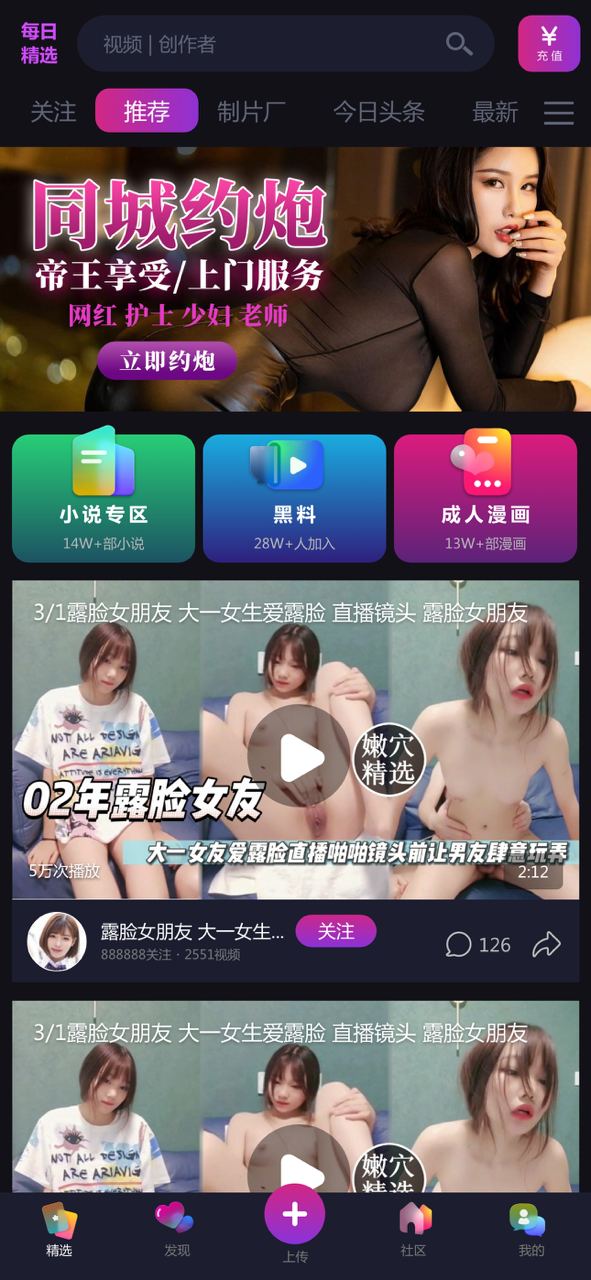 每日
精选
视频 | 创作者
¥
充值
关注
推荐
制片厂
今日头条
最新
同城约炮
帝王享受/上门服务
网红 护士 少妇 老师
立即约炮
小说专区
14W+部小说
黑料
28W+人加入
成人漫画
13W+部漫画
3/1露脸女朋友 大一女生爱露脸 直播镜头 露脸女朋友
NOT ALL DESIGN
ARE ARIAVIG
ATTITUDE IS EVERYTHING
嫩穴
精选
02年露脸女友
大一女友爱露脸直播啪啪镜头前让男友肆意玩弄
5万次播放
2:12
露脸女朋友 大一女生...
888888关注 · 2551视频
关注
126
3/1露脸女朋友 大一女生爱露脸 直播镜头 露脸女朋友
NOT ALL DESIGN
ARE ARIAVIG
嫩穴
精选
精选
发现
上传
社区
我的